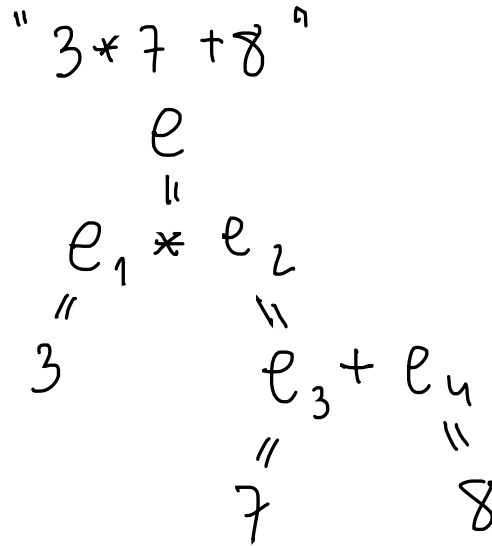 "3*7+8"
e
=
e₁ * e₂
= =
3 e₃ + e₄
= =
7 8